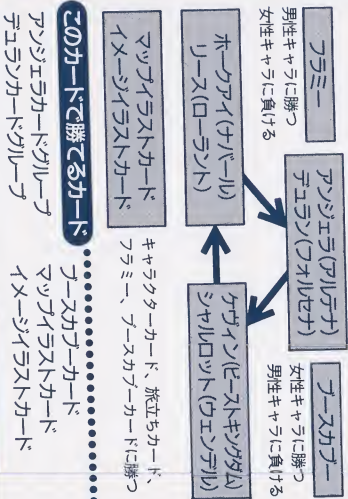 フラミー
男性キャラに勝つ
女性キャラに負ける
アンジェラ(アルテナ)
デュラン(フォルセナ)
ブースカブー
女性キャラに勝つ
男性キャラに負ける
ホークアイ(ナバール)
リース(ローラント)
ケヴィン(ビーストキングダム)
シャルロット(ウェンデル)
マップイラストカード
イメージイラストカード
キャラクターカード、旅立ちカード、
フラミー、ブースカブーカードに勝つ
このカードで勝てるカード
アンジェラカードグループ
デュランカードグループ
ブースカブーカード
マップイラストカード
イメージイラストカード